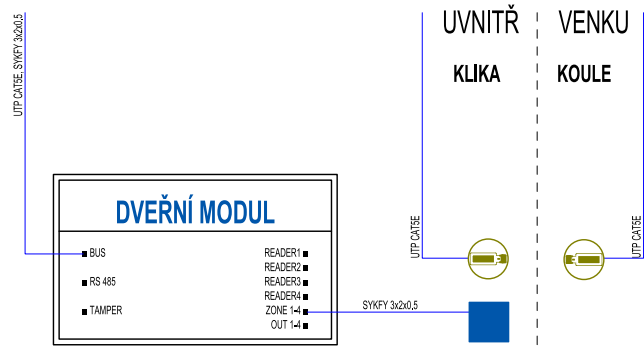 UTP CAT5E, SYKFY 3x2x0,5
UVNITŘ
VENKU
KLIKA
KOULE
DVEŘNÍ MODUL
BUS
RS 485
TAMPER
READER1
READER2
READER3
READER4
ZONE 1-4
OUT 1-4
SYKFY 3x2x0,5
UTP CAT5E
UTP CAT5E